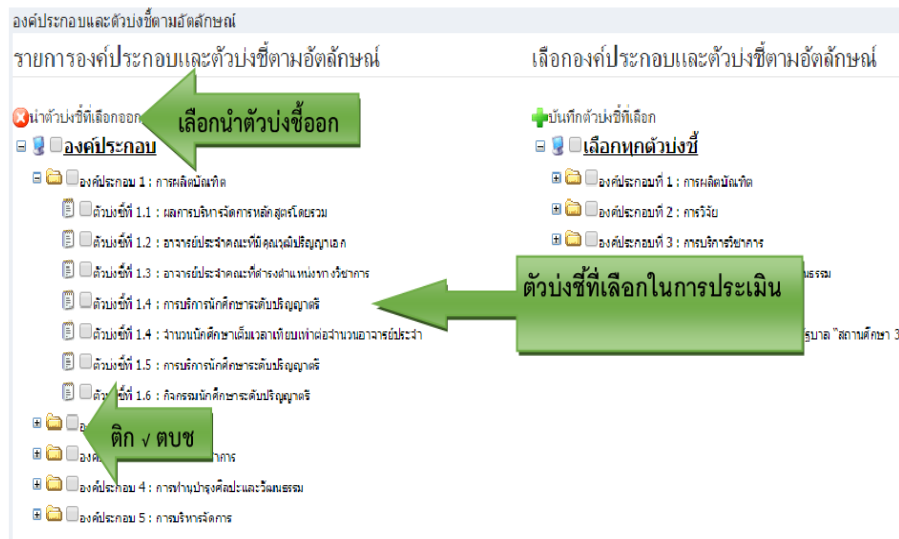 องค์ประกอบและตัวบ่งชี้ตามอัตลักษณ์
รายการองค์ประกอบและตัวบ่งชี้ตามอัตลักษณ์
เลือกองค์ประกอบและตัวบ่งชี้ตามอัตลักษณ์
นำตัวบ่งชี้ที่เลือกออก
เลือกนำตัวบ่งชี้ออก
บันทึกตัวบ่งชี้ที่เลือก
องค์ประกอบ
เลือกทุกตัวบ่งชี้
องค์ประกอบ 1 : การผลิตบัณฑิต
องค์ประกอบที่ 1 : การผลิตบัณฑิต
ตัวบ่งชี้ที่ 1.1 : ผลการบริหารจัดการหลักสูตรโดยรวม
องค์ประกอบที่ 2 : การวิจัย
ตัวบ่งชี้ที่ 1.2 : อาจารย์ประจำคณะที่มีคุณวุฒิปริญญาเอก
องค์ประกอบที่ 3 : การบริการวิชาการ
ตัวบ่งชี้ที่ 1.3 : อาจารย์ประจำคณะที่ดำรงตำแหน่งทางวิชาการ
ตัวบ่งชี้ที่เลือกในการประเมิน
ตัวบ่งชี้ที่ 1.4 : การบริการนักศึกษาระดับปริญญาตรี
ตัวบ่งชี้ที่ 1.4 : จำนวนนักศึกษาเต็มเวลาเทียบเท่าต่อจำนวนอาจารย์ประจำ
"สถานศึกษา 3
ตัวบ่งชี้ที่ 1.5 : การบริการนักศึกษาระดับปริญญาตรี
ตัวบ่งชี้ที่ 1.6 : กิจกรรมนักศึกษาระดับปริญญาตรี
ติก √ ตบช
องค์ประกอบ 4 : การทำนุบำรุงศิลปะและวัฒนธรรม
องค์ประกอบ 5 : การบริหารจัดการ